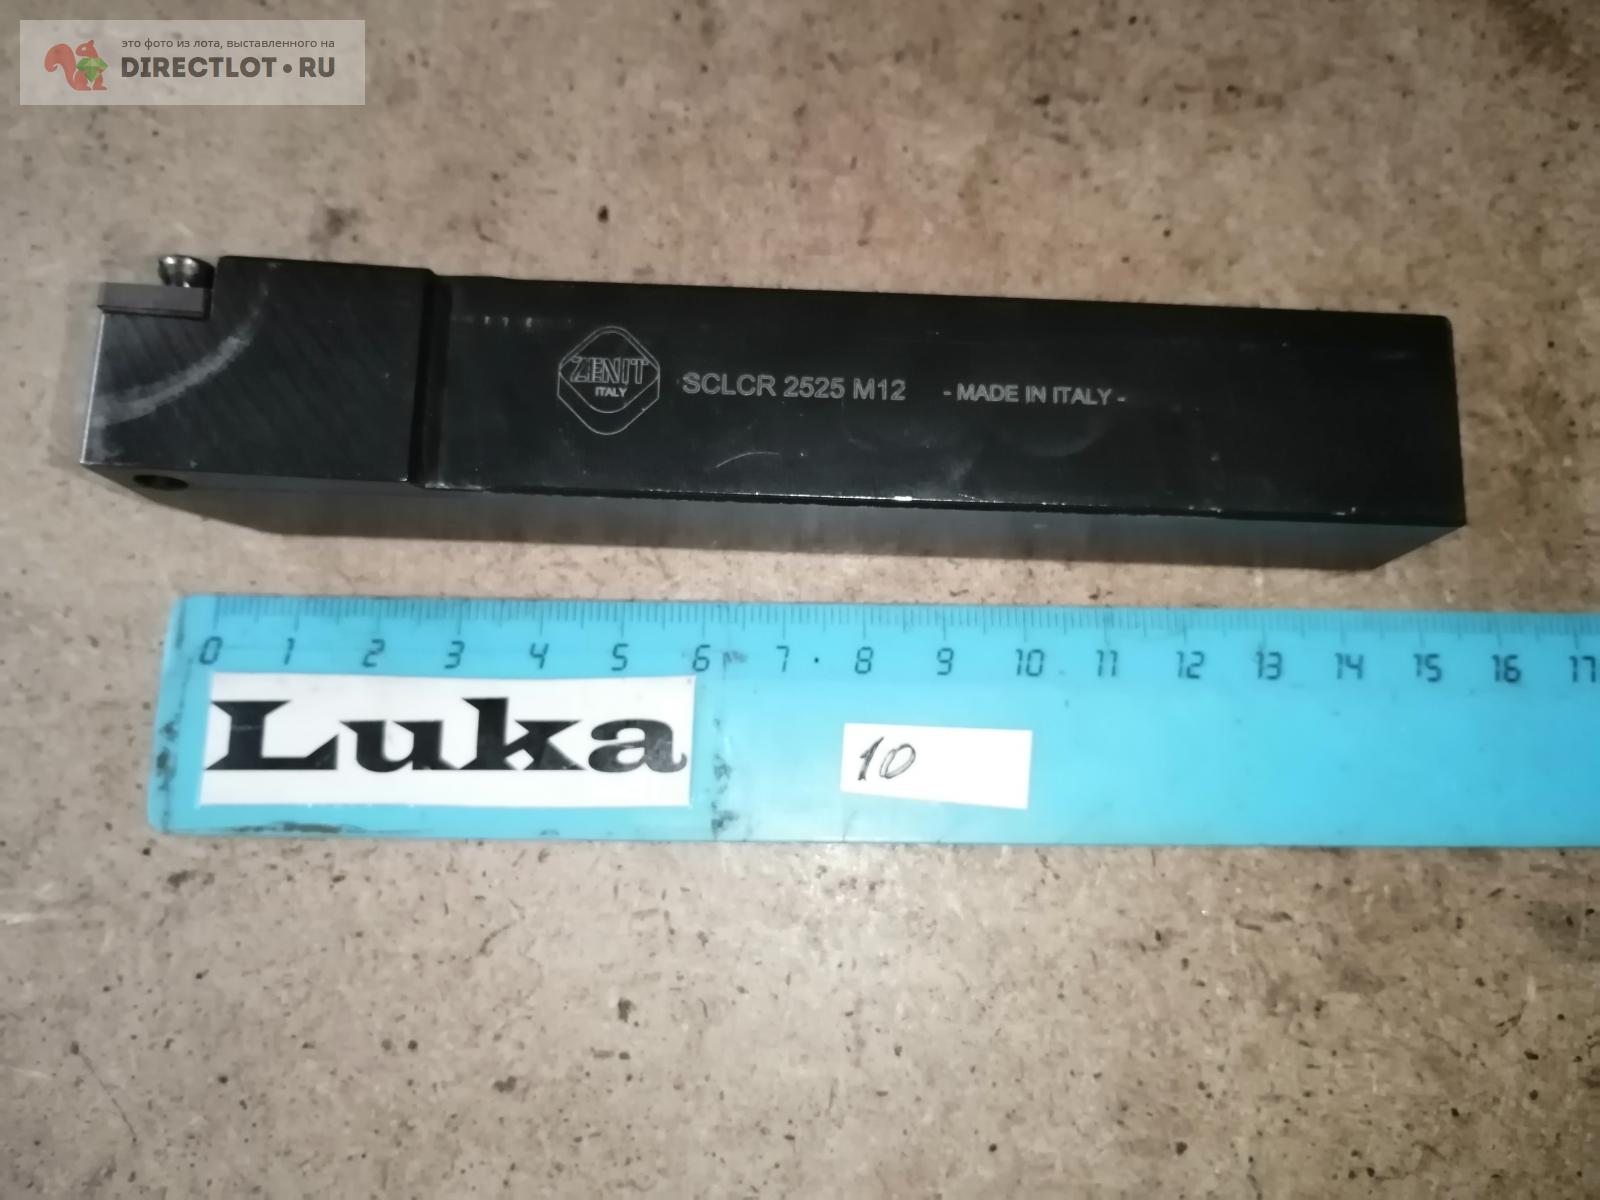 это фото из лота, выставленного на
DIRECTLOT•RU
ZENIT
ITALY
SCLCR 2525 M12 - MADE IN ITALY -
0 1 2 3 4 5 6 7 8 9 10 11 12 13 14 15 16 17
Luka
10